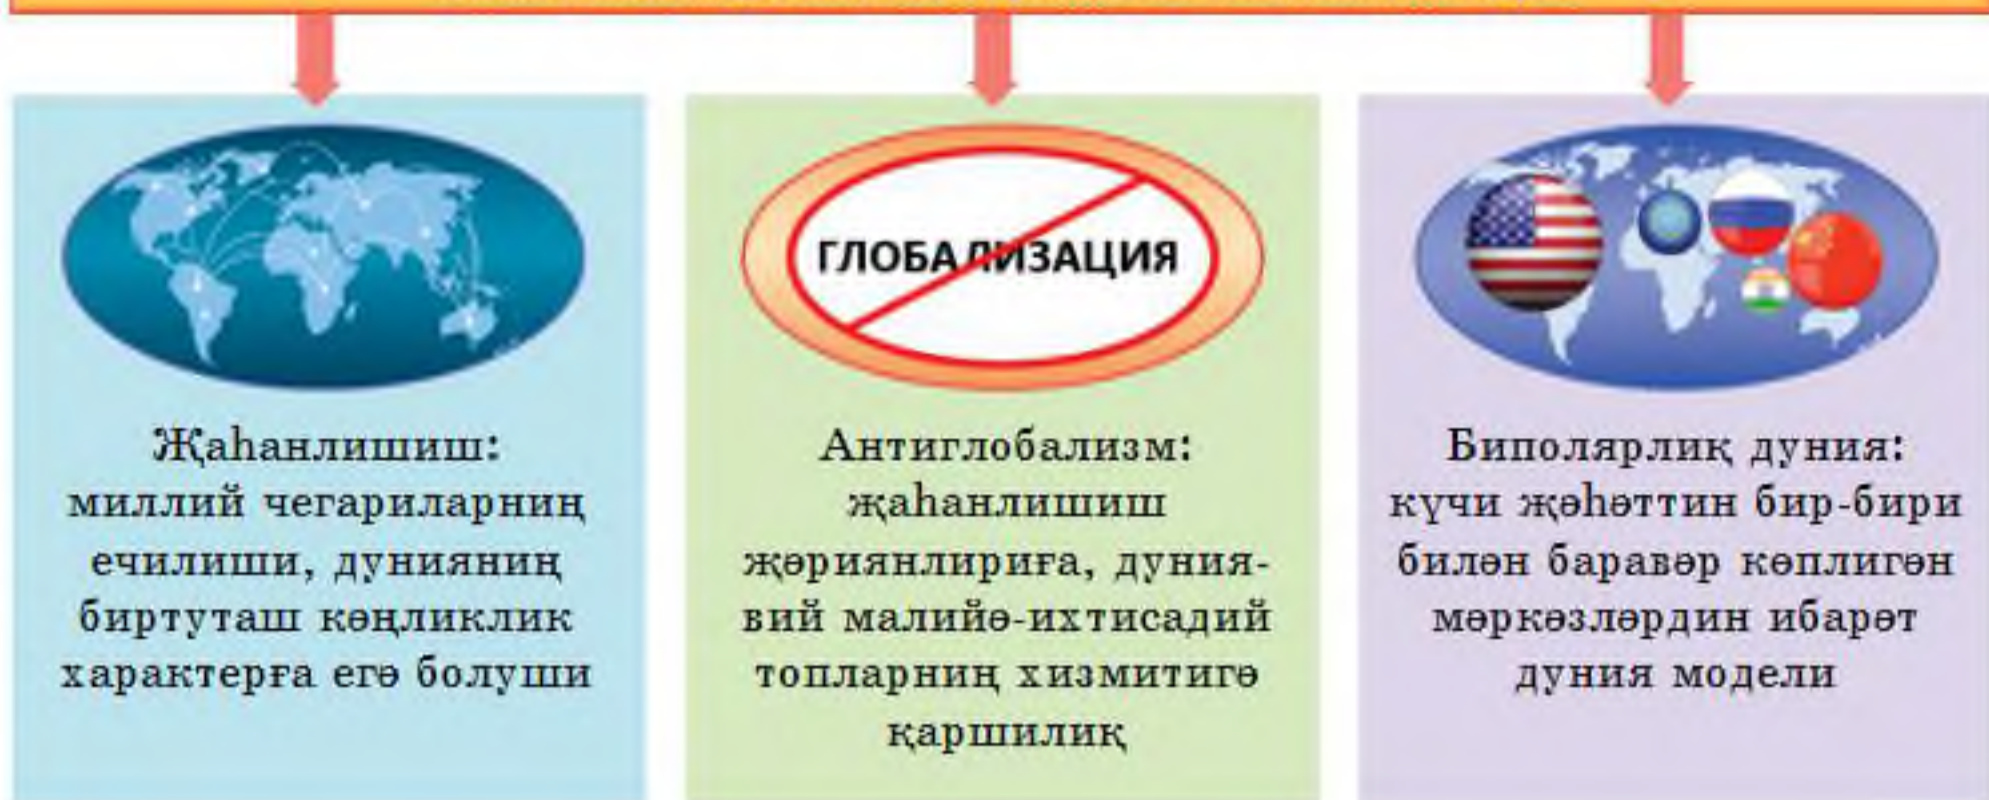 Җаһанлишиш:
миллий чегариларниң
ечилиши, дунияниң
биртуташ кәңликлик
характерға егә болуши
ГЛОБАЛИЗАЦИЯ
Антиглобализм:
җаһанлишиш
җәриянлириға, дуния-
вий малийә-ихтисадий
топларниң хизмитигә
қаршилиқ
Биполярлиқ дуния:
күчи җәһәттин бир-бири
билән баравәр көплигән
мәркәзләрдин ибарәт
дуния модели